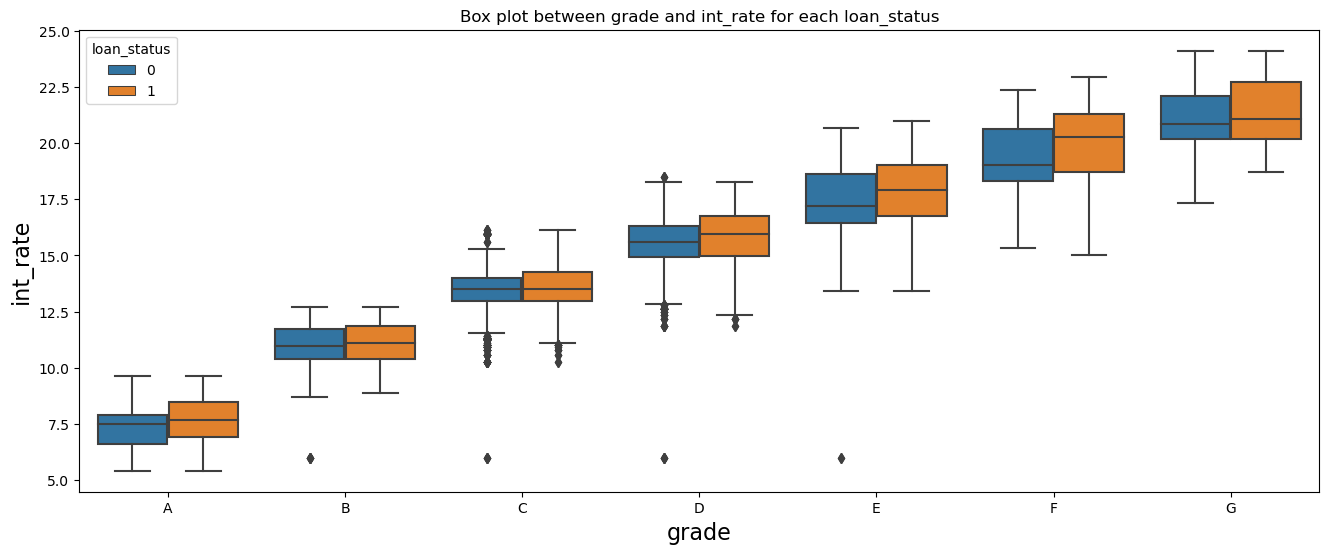 Box plot between grade and int_rate for each loan_status
loan_status
0
1
int_rate
25.0
22.5
20.0
17.5
15.0
12.5
10.0
7.5
5.0
A B C D E F G
grade